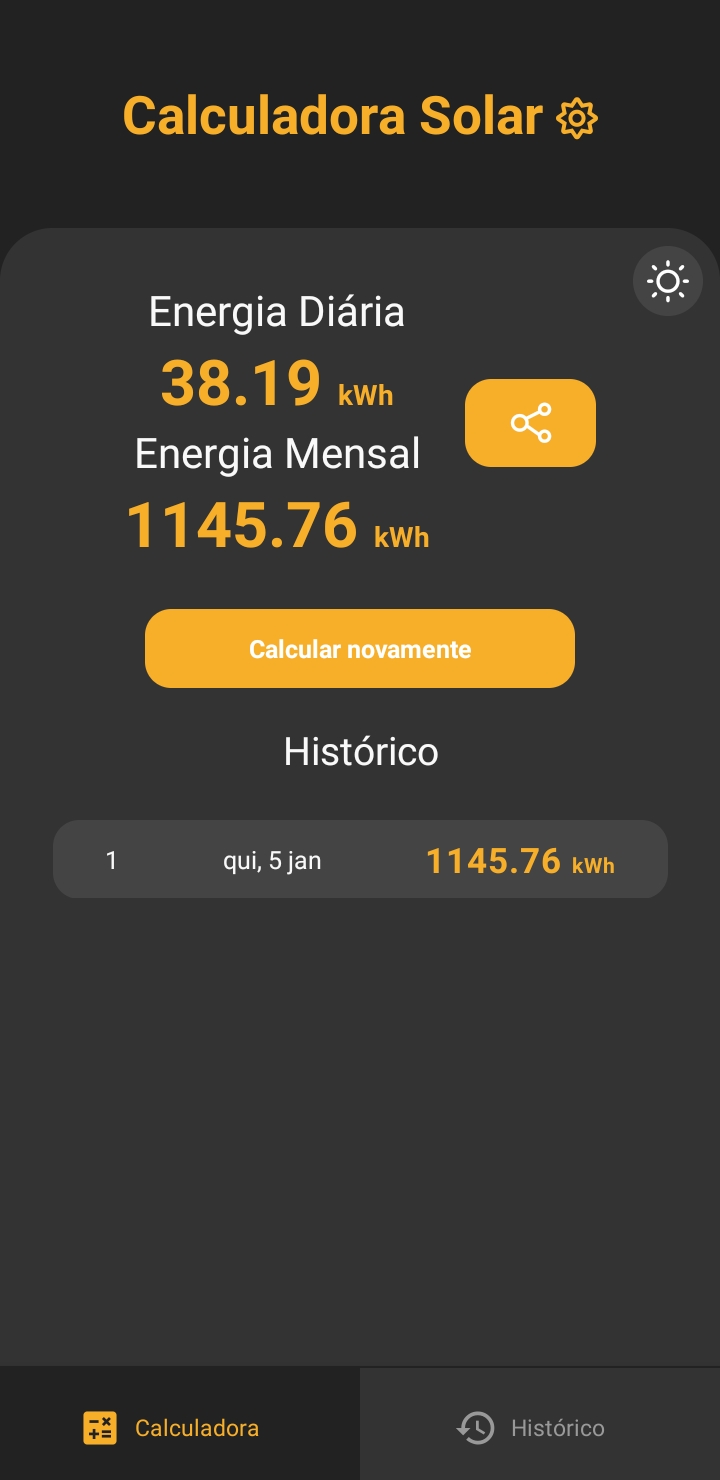 Calculadora Solar
Energia Diária
38.19 kWh
Energia Mensal
1145.76 kWh
Calcular novamente
Histórico
1 qui, 5 jan 1145.76 kWh
Calculadora Histórico